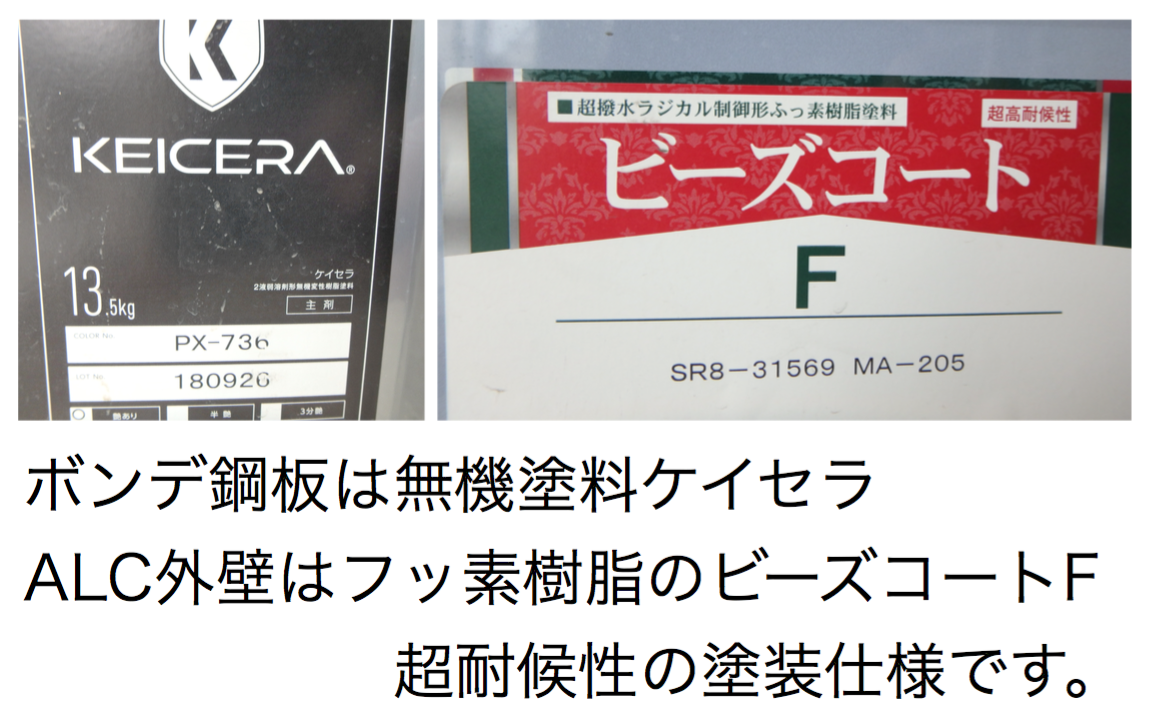 K
KEICERA®
13.5kg
ケイセラ
2液弱溶剤形無機変性樹脂塗料
主剤
COLOR No.
PX-736
LOT No.
180926
艶あり
半艶
3分艶
■超撥水ラジカル制御形ふっ素樹脂塗料
超高耐候性
ビーズコート
F
SR8-31569 MA-205
ボンデ鋼板は無機塗料ケイセラ
ALC外壁はフッ素樹脂のビーズコートF
超耐候性の塗装仕様です。